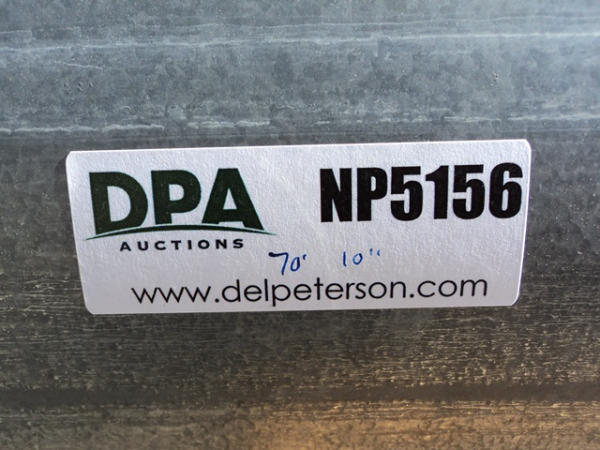 DPA
AUCTIONS
NP5156
70' 10"
www.delpeterson.com